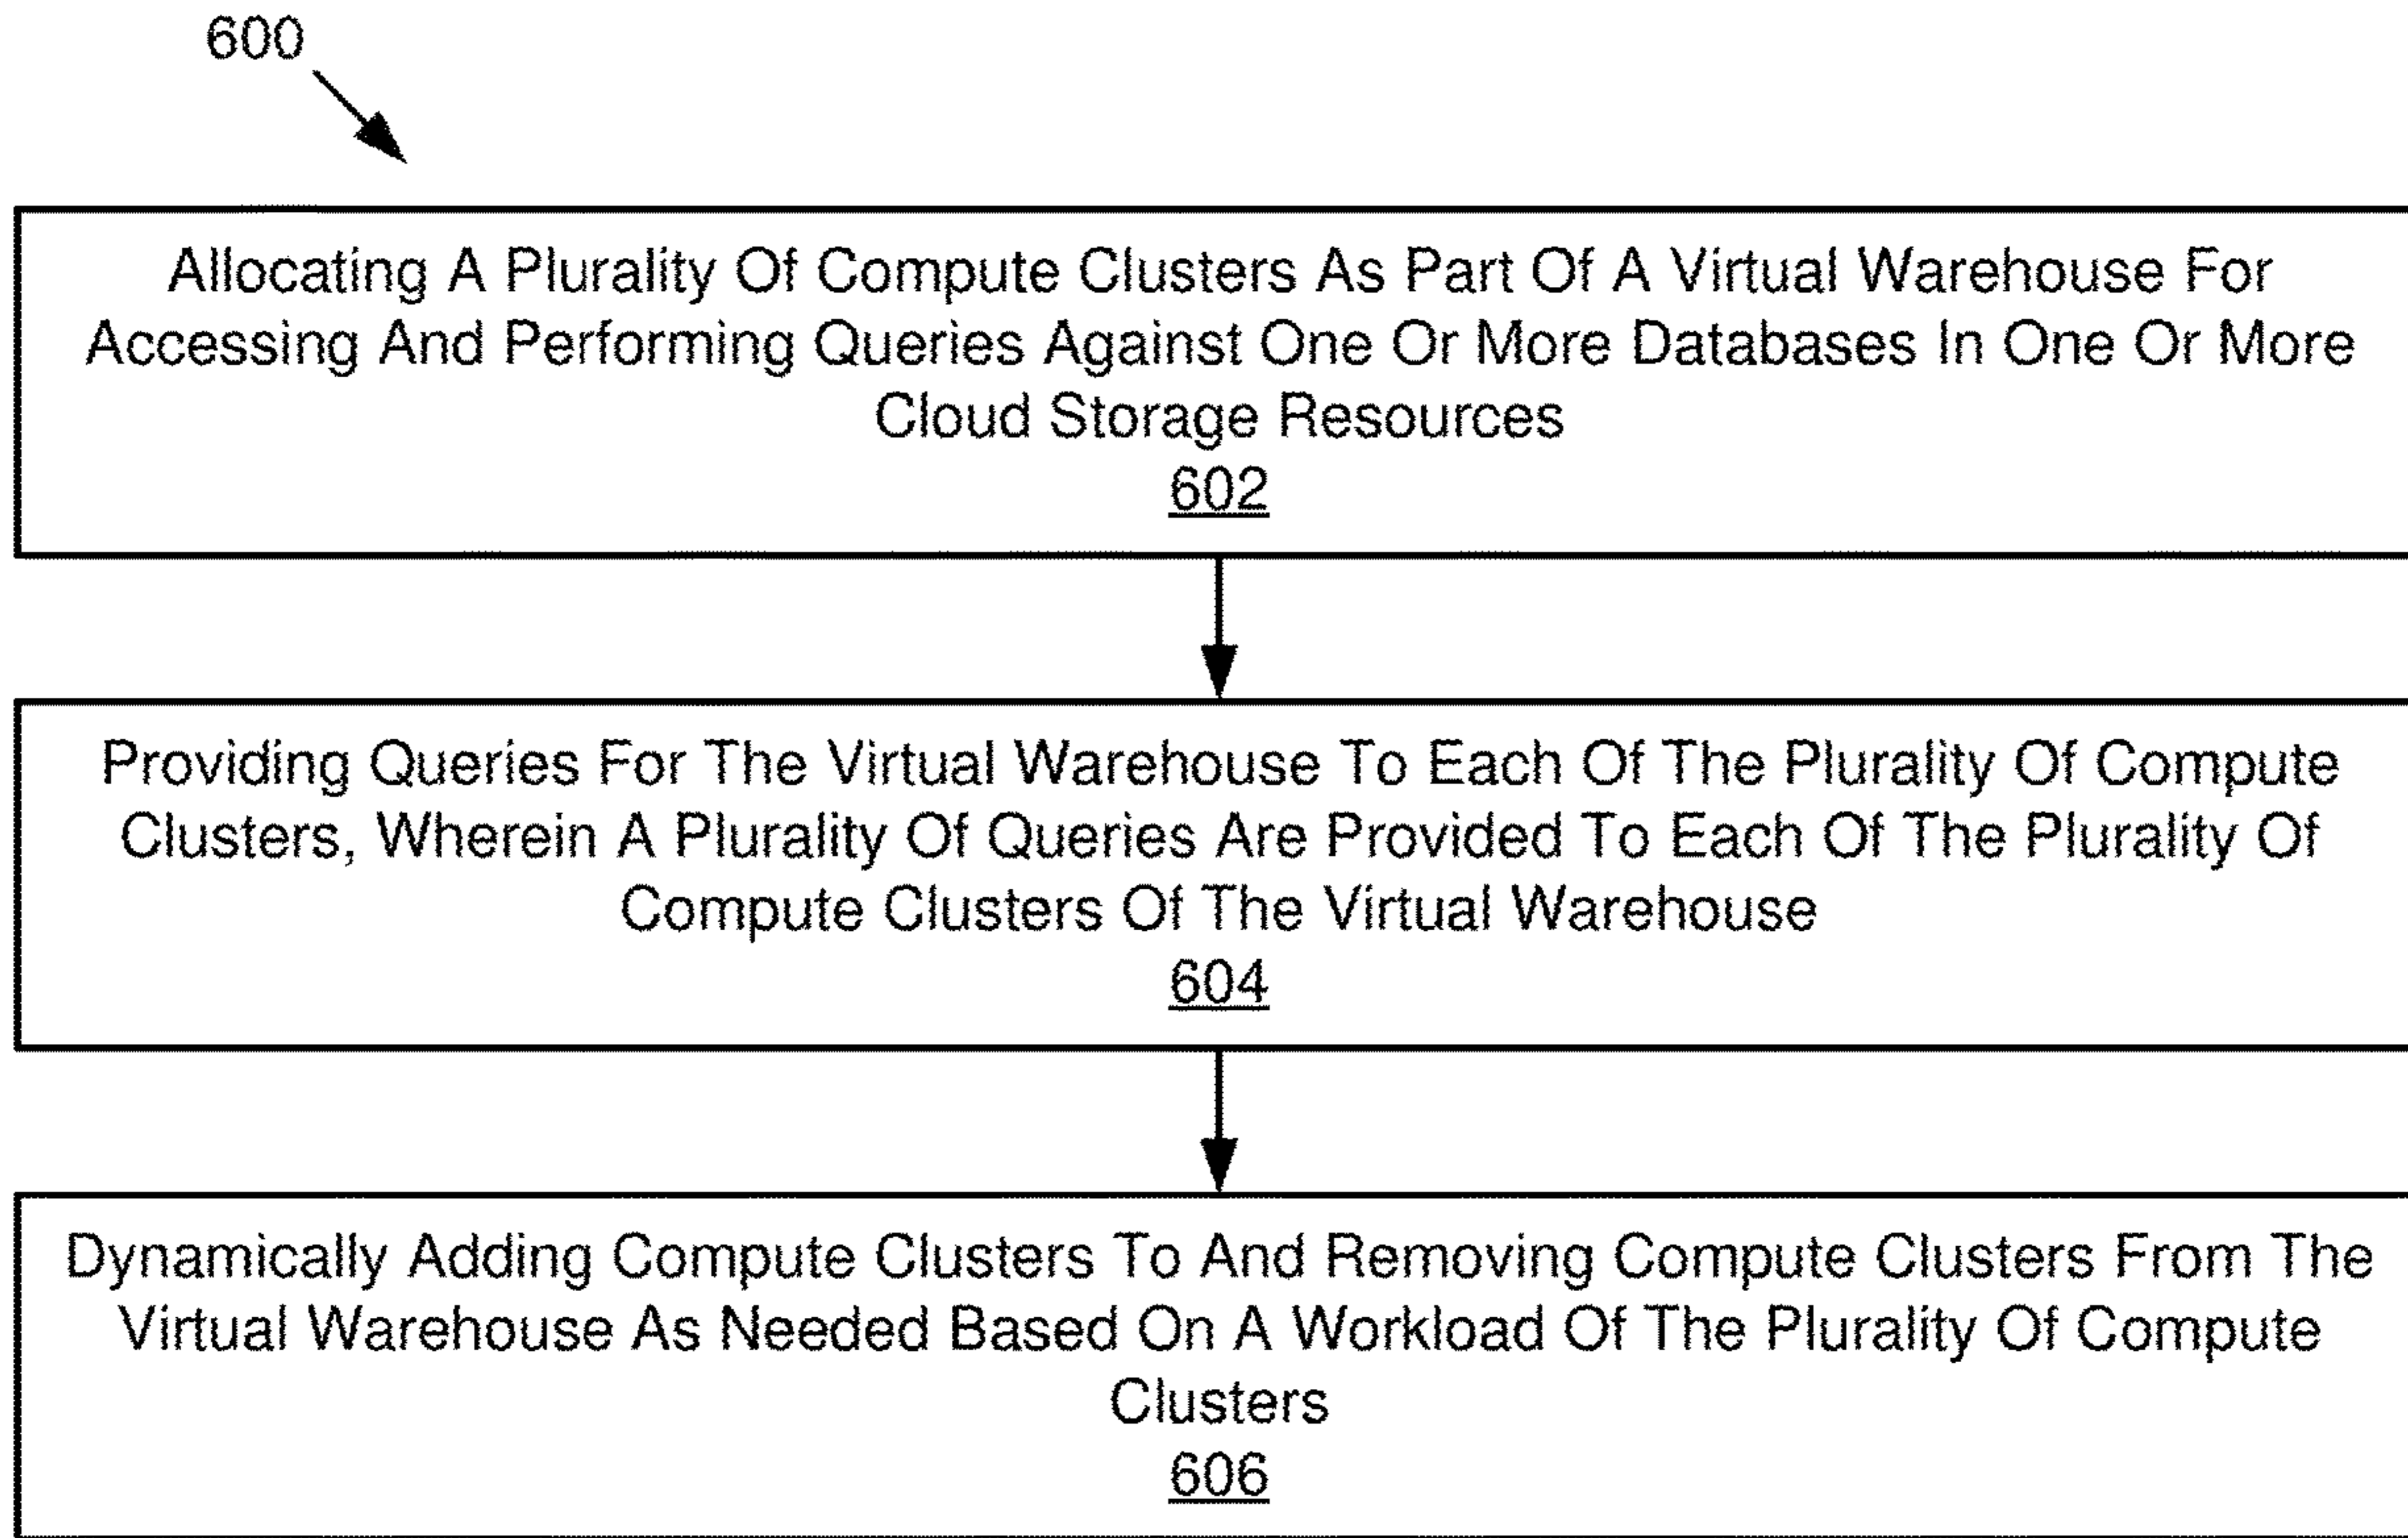 600
Allocating A Plurality Of Compute Clusters As Part Of A Virtual Warehouse For
Accessing And Performing Queries Against One Or More Databases In One Or More
Cloud Storage Resources
602
Providing Queries For The Virtual Warehouse To Each Of The Plurality Of Compute
Clusters, Wherein A Plurality Of Queries Are Provided To Each Of The Plurality Of
Compute Clusters Of The Virtual Warehouse
604
Dynamically Adding Compute Clusters To And Removing Compute Clusters From The
Virtual Warehouse As Needed Based On A Workload Of The Plurality Of Compute
Clusters
606